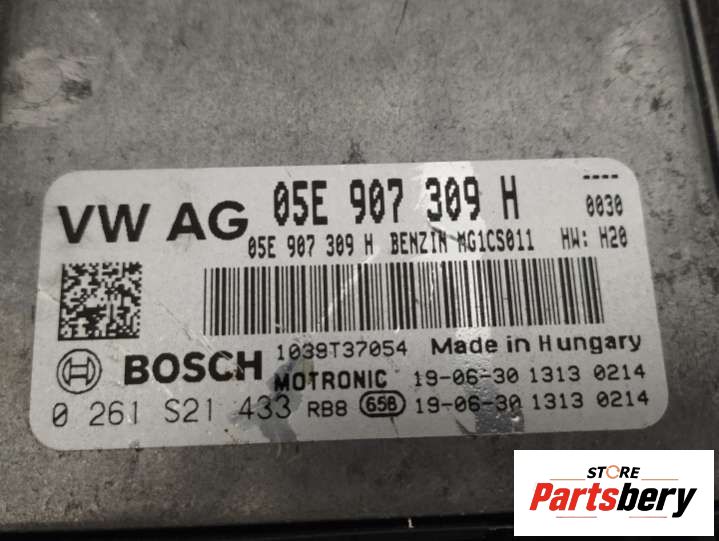 VW AG 05E 907 309 H ----
0030
05E 907 309 H BENZIN MG1CS011 HW: H20
BOSCH 1039T37054 Made in Hungary
MOTRONIC 19-06-30 1313 0214
0 261 S21 433 RB8 65B 19-06-30 1313 0214
STORE
Partsbery